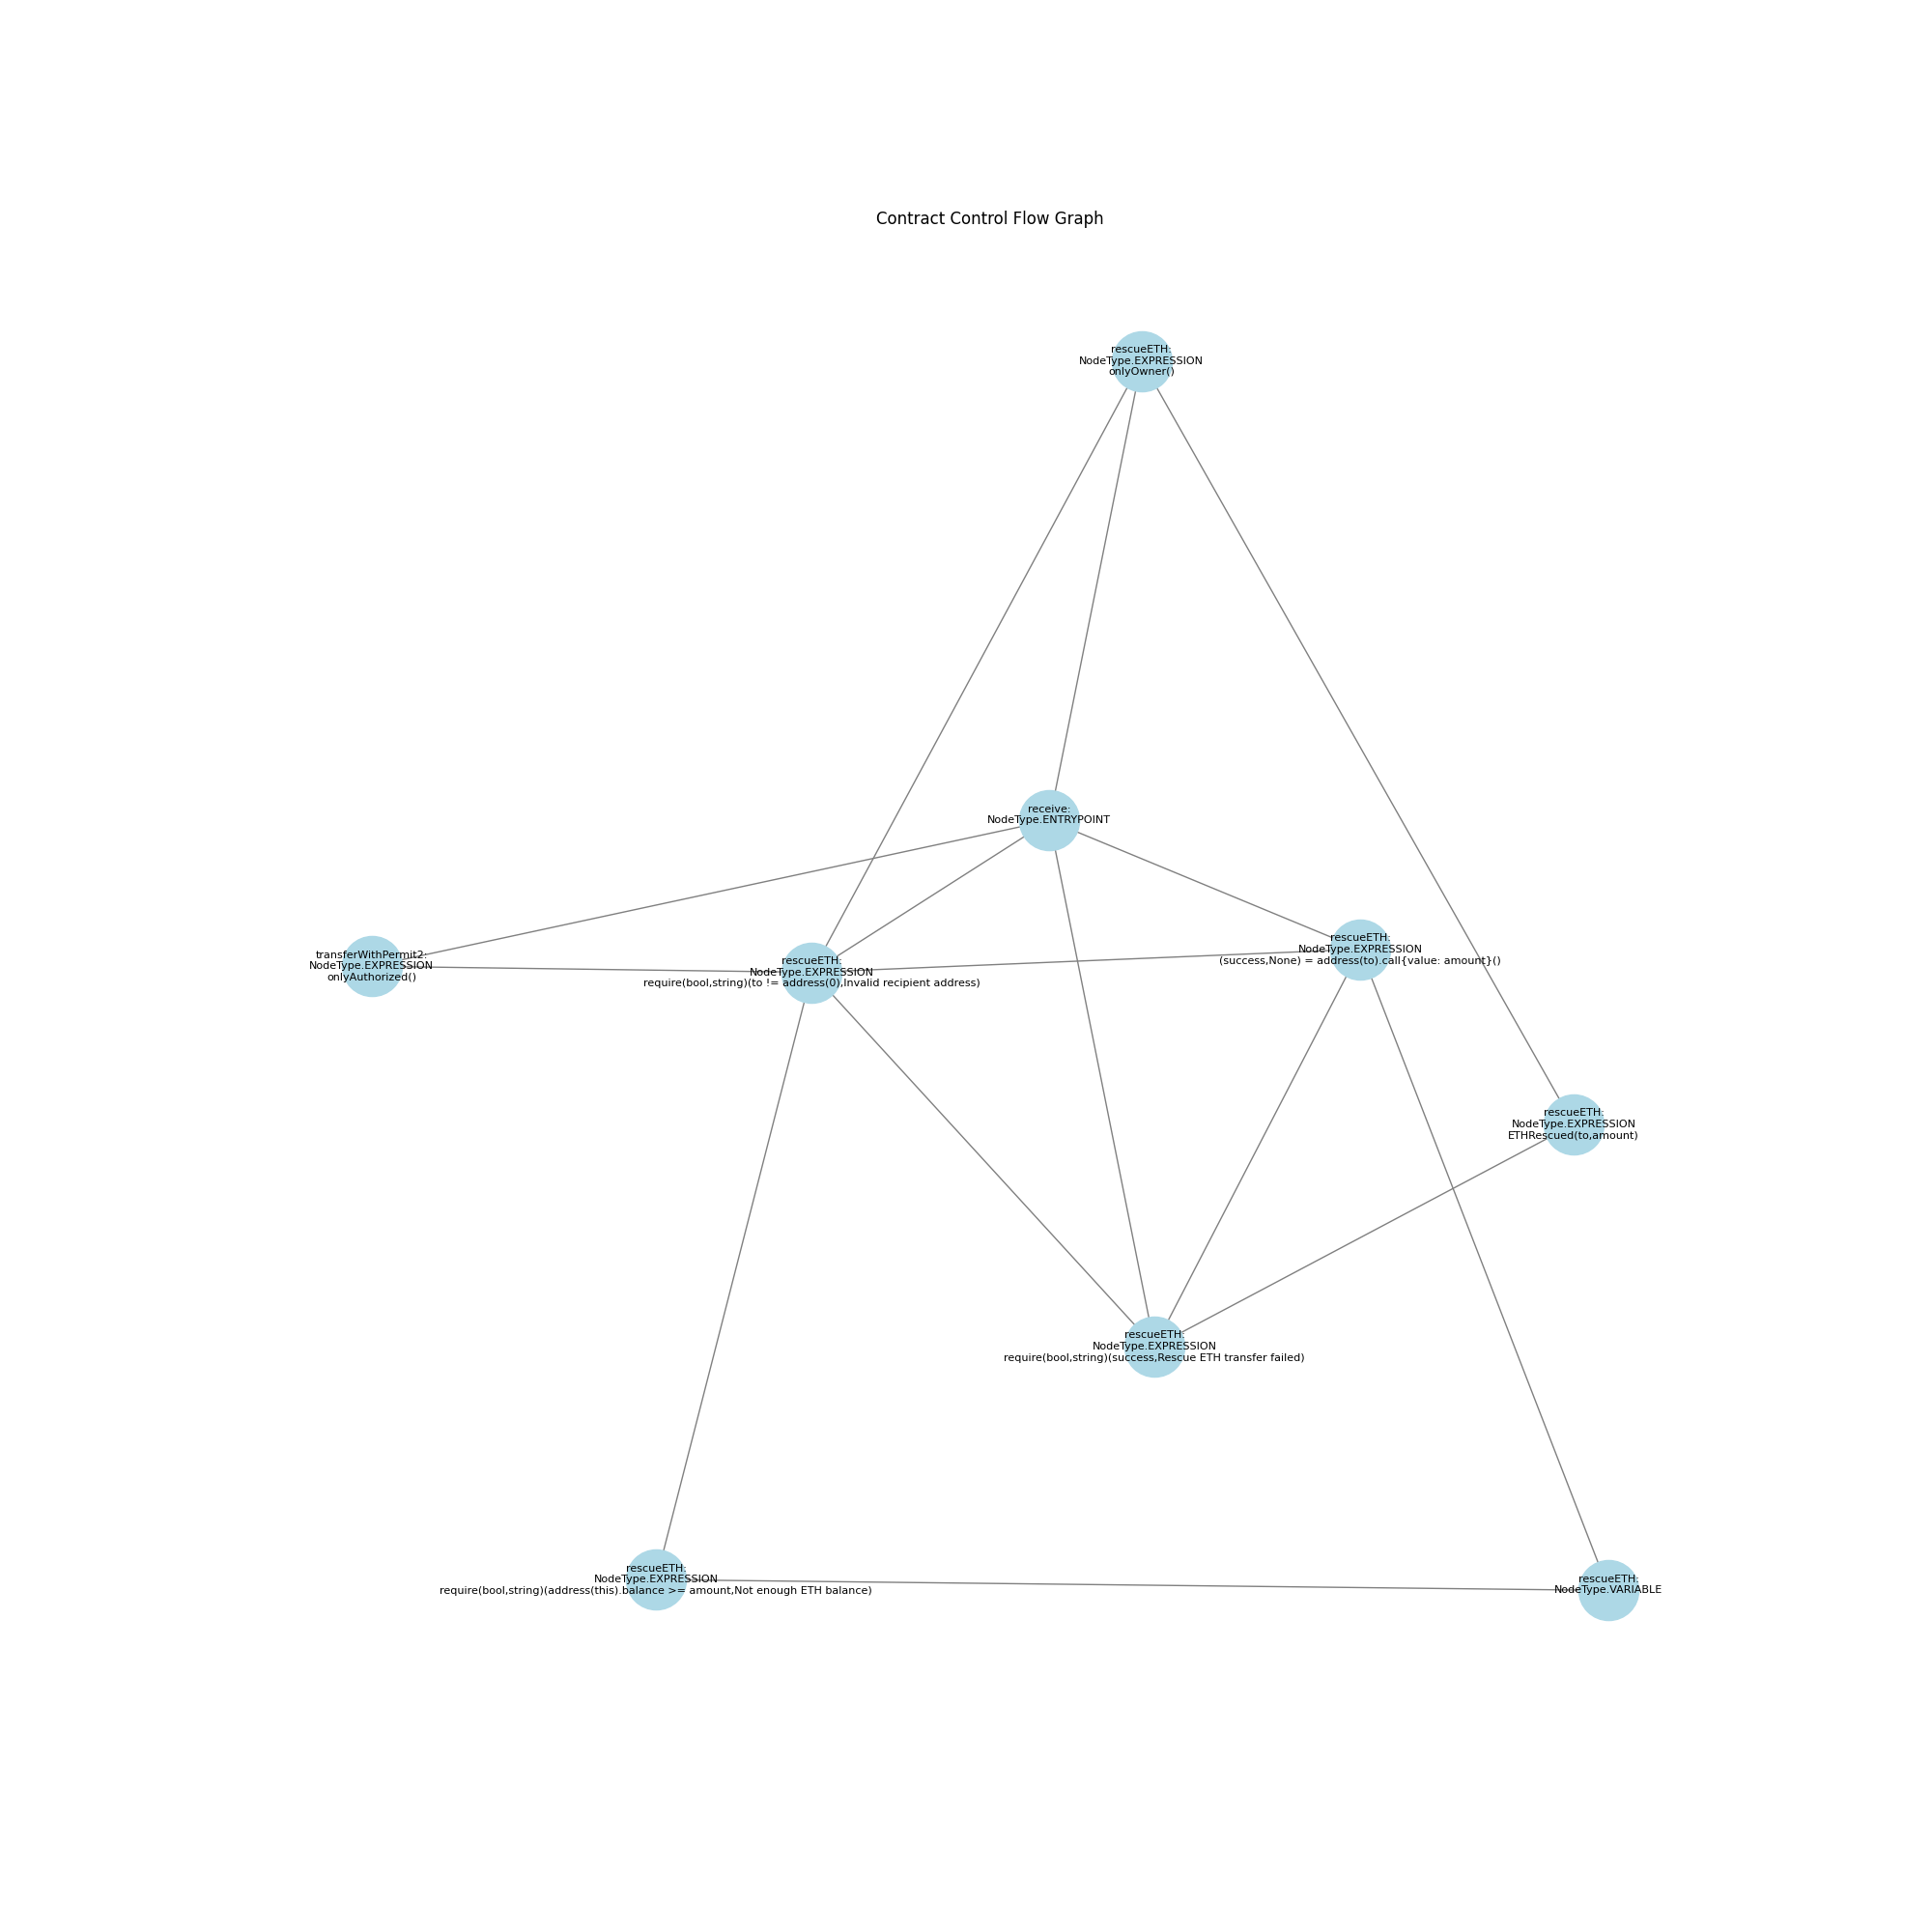 Contract Control Flow Graph
rescueETH:
NodeType.EXPRESSION
onlyOwner()
receive:
NodeType.ENTRYPOINT
transferWithPermit2:
NodeType.EXPRESSION
onlyAuthorized()
rescueETH:
NodeType.EXPRESSION
require(bool,string)(to != address(0),Invalid recipient address)
rescueETH:
NodeType.EXPRESSION
(success,None) = address(to).call{value: amount}()
rescueETH:
NodeType.EXPRESSION
ETHRescued(to,amount)
rescueETH:
NodeType.EXPRESSION
require(bool,string)(success,Rescue ETH transfer failed)
rescueETH:
NodeType.EXPRESSION
require(bool,string)(address(this).balance >= amount,Not enough ETH balance)
rescueETH:
NodeType.VARIABLE